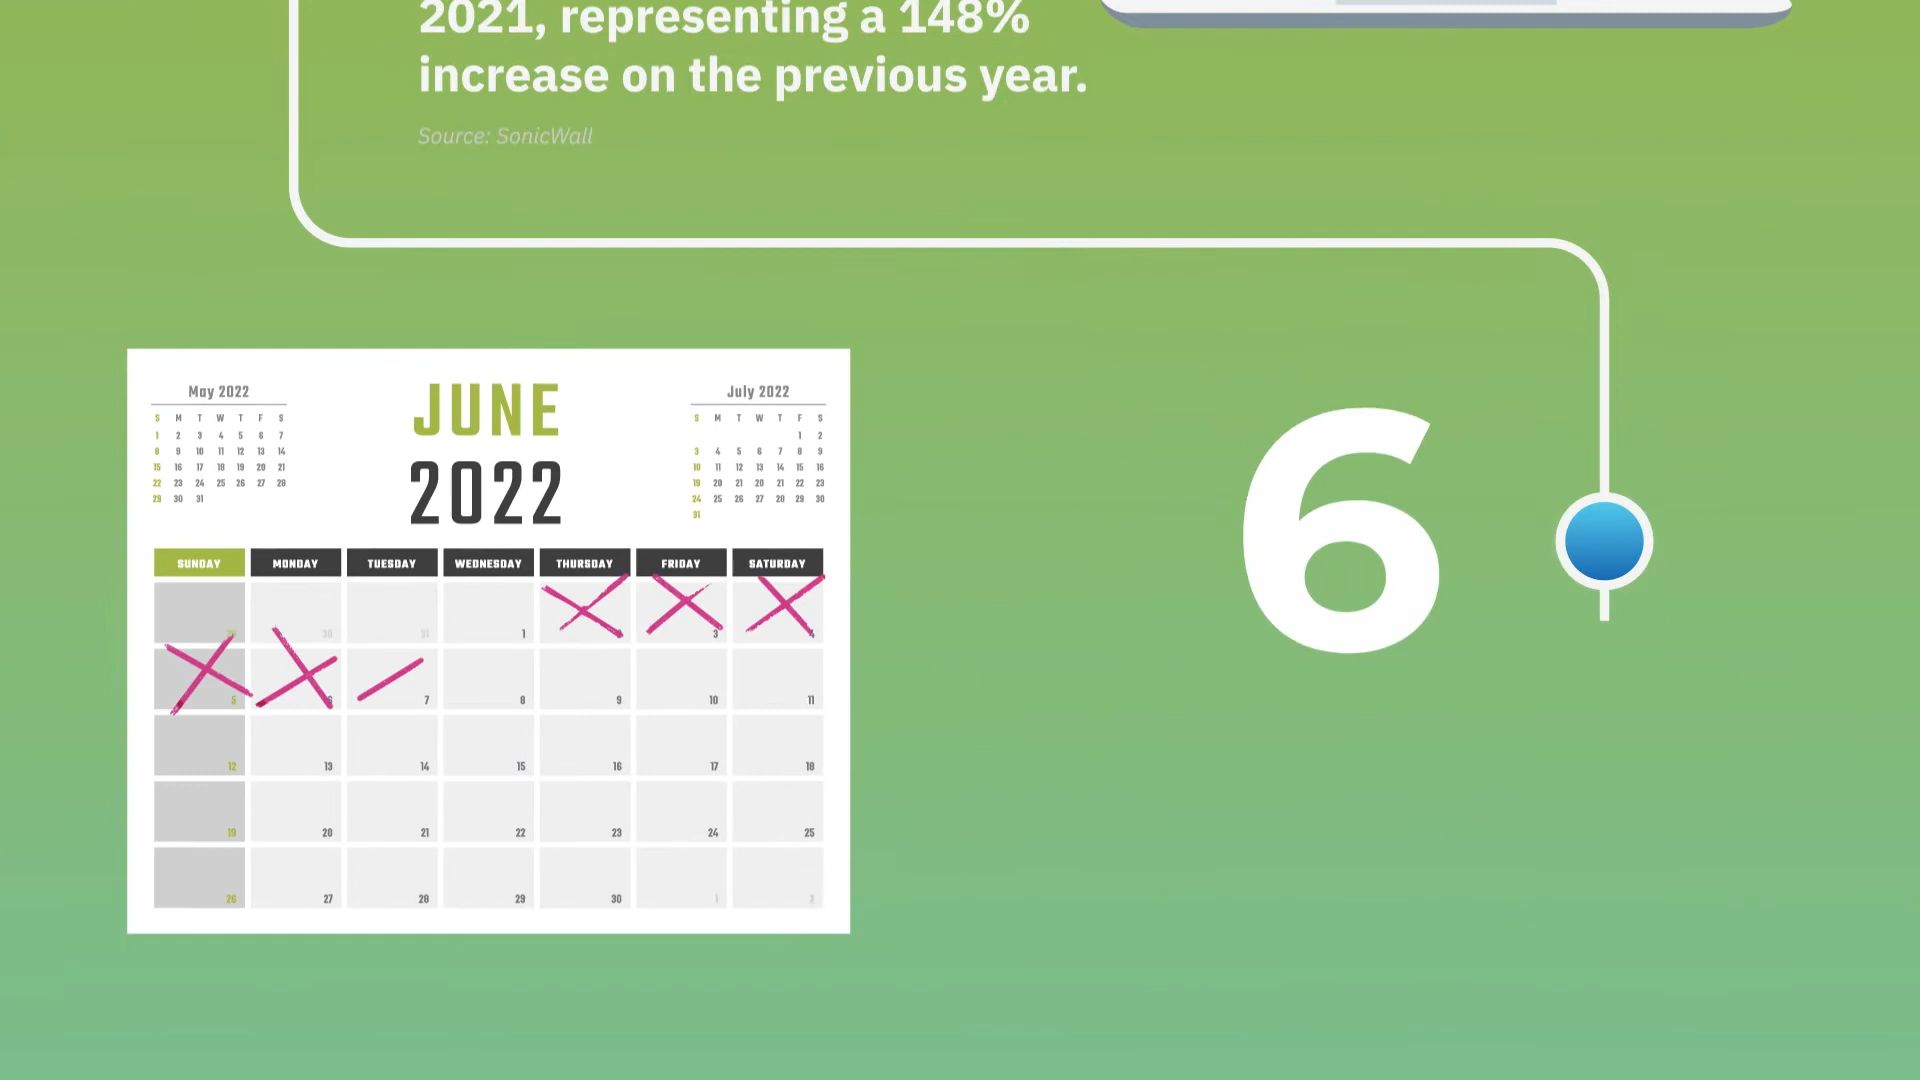 2021, representing a 148%
increase on the previous year.
Source: SonicWall
May 2022
S M T W T F S
1 2 3 4 5 6 7
8 9 10 11 12 13 14
15 16 17 18 19 20 21
22 23 24 25 26 27 28
29 30 31
JUNE
2022
July 2022
S M T W T F S
1 2
3 4 5 6 7 8 9
10 11 12 13 14 15 16
19 20 21 20 21 22 23
24 25 26 27 28 29 30
31
6
SUNDAY MONDAY TUESDAY WEDNESDAY THURSDAY FRIDAY SATURDAY
30 31 1 3 4
5 6 7 8 9 10 11
12 13 14 15 16 17 18
19 20 21 22 23 24 25
26 27 28 29 30 1 2